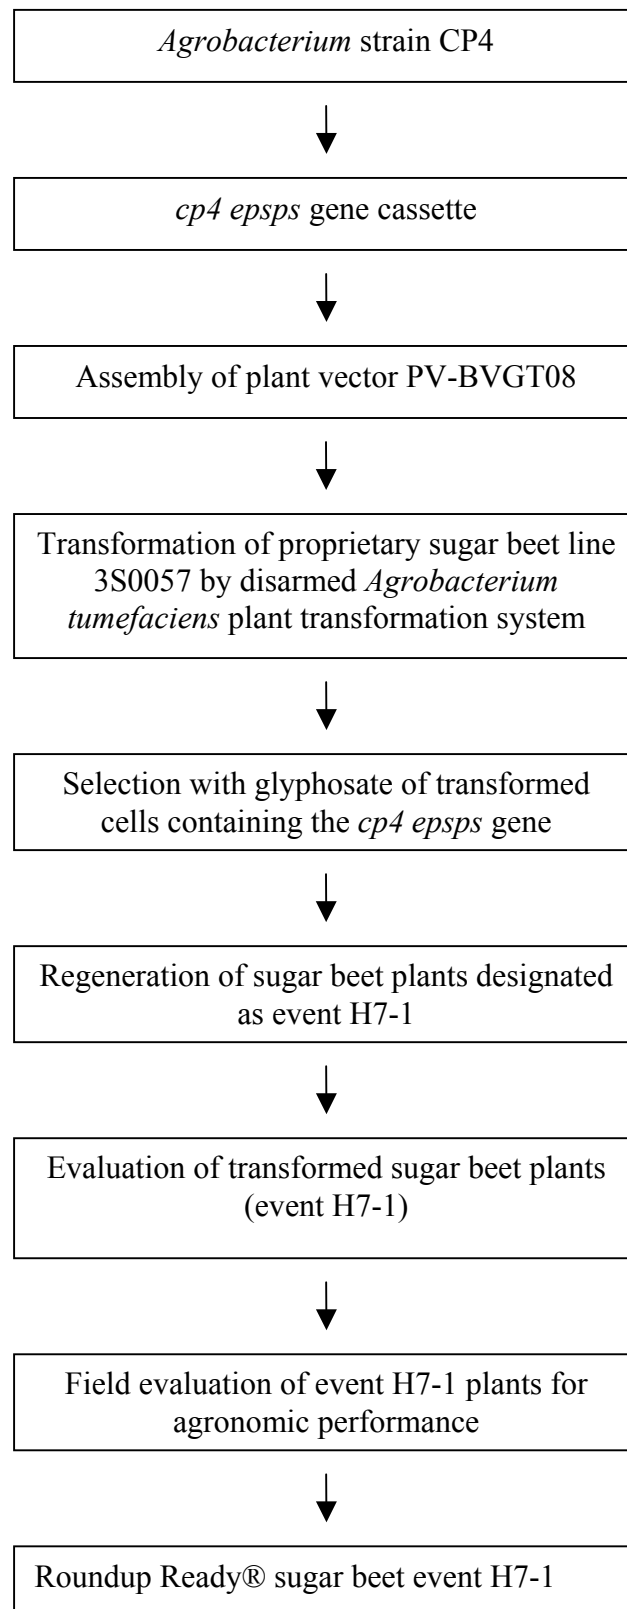 Agrobacterium strain CP4
cp4 epsps gene cassette
Assembly of plant vector PV-BVGT08
Transformation of proprietary sugar beet line
3S0057 by disarmed Agrobacterium
tumefaciens plant transformation system
Selection with glyphosate of transformed
cells containing the cp4 epsps gene
Regeneration of sugar beet plants designated
as event H7-1
Evaluation of transformed sugar beet plants
(event H7-1)
Field evaluation of event H7-1 plants for
agronomic performance
Roundup Ready® sugar beet event H7-1